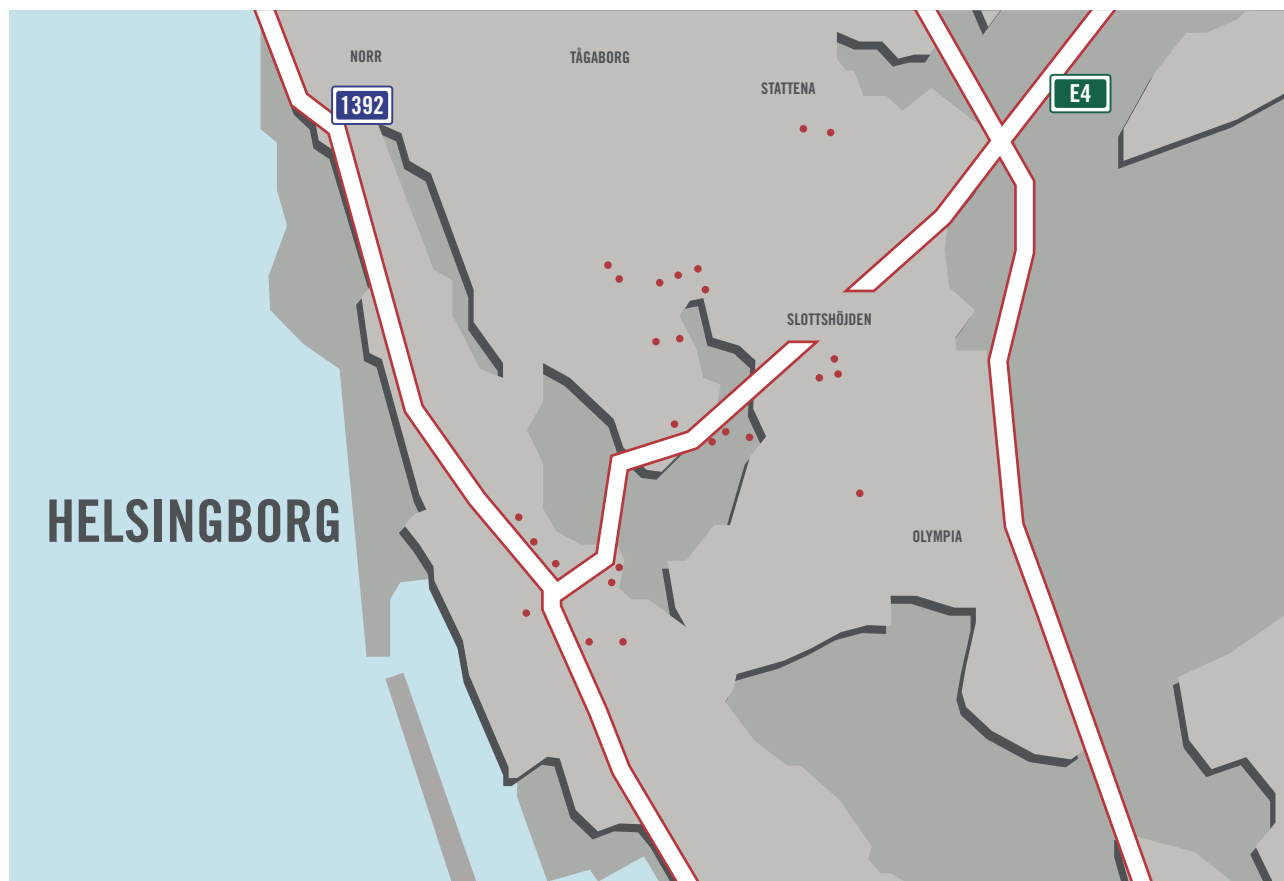 NORR
TÅGABORG
STATTENA
1392
E4
SLOTTSHÖJDEN
HELSINGBORG
OLYMPIA